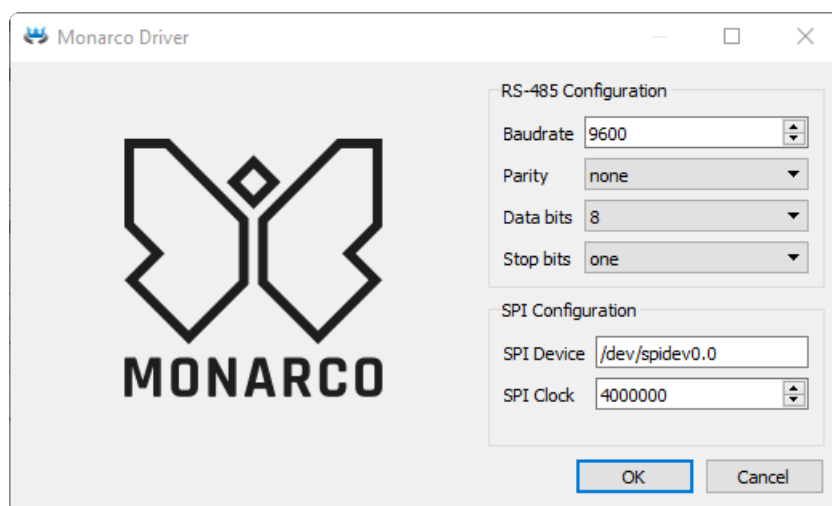 Monarco Driver
MONARCO
RS-485 Configuration
Baudrate 9600
Parity none
Data bits 8
Stop bits one
SPI Configuration
SPI Device /dev/spidev0.0
SPI Clock 4000000
OK Cancel